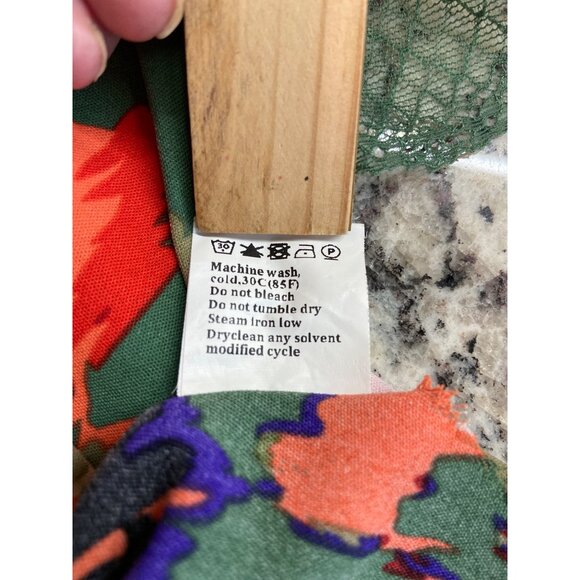 30 P
Machine wash,
cold.30C(85F)
Do not bleach
Do not tumble dry
Steam iron low
Dryclean any solvent
modified cycle